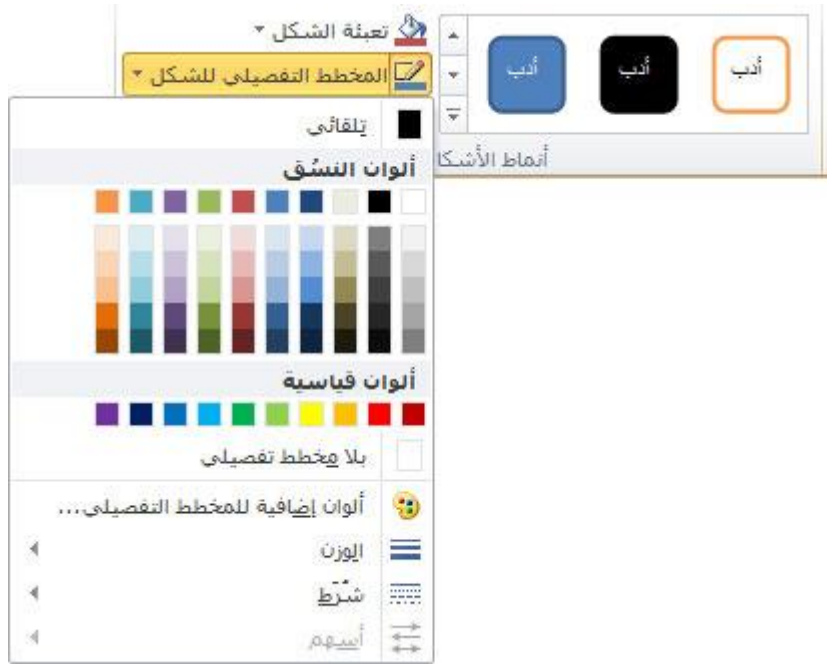 تعبئة الشكل
المخطط التفصيلي للشكل
أدب
أدب
أدب
أنماط الأشكا
تلقائي
ألوان النسُق
ألوان قياسية
بلا مخطط تفصيلي
ألوان إضافية للمخطط التفصيلي...
الوزن
شُرَط
أسهم